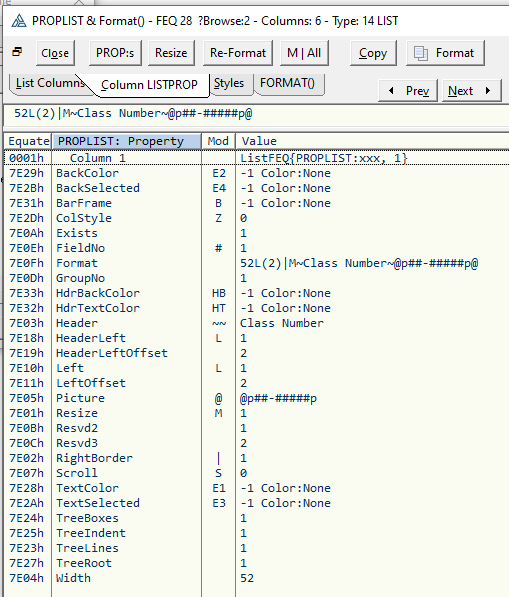 PROPLIST & Format() - FEQ 28  ?Browse:2 - Columns: 6 - Type: 14 LIST
Close PROP:s Resize Re-Format M | All Copy Format
List Columns Column LISTPROP Styles FORMAT() Prev Next
52L(2)|M~Class Number~@p##-#####p@
Equate PROPLIST: Property Mod Value
0001h Column 1 ListFEQ{PROPLIST:xxx, 1}
7E29h BackColor E2 -1 Color:None
7E2Bh BackSelected E4 -1 Color:None
7E31h BarFrame B -1 Color:None
7E2Dh ColStyle Z 0
7E0Ah Exists 1
7E0Eh FieldNo # 1
7E0Fh Format 52L(2)|M~Class Number~@p##-#####p@
7E0Dh GroupNo 1
7E33h HdrBackColor HB -1 Color:None
7E32h HdrTextColor HT -1 Color:None
7E03h Header ~~ Class Number
7E18h HeaderLeft L 1
7E19h HeaderLeftOffset 2
7E10h Left L 1
7E11h LeftOffset 2
7E05h Picture @ @p##-#####p
7E01h Resize M 1
7E0Bh Resvd2 1
7E0Ch Resvd3 2
7E02h RightBorder | 1
7E07h Scroll S 0
7E28h TextColor E1 -1 Color:None
7E2Ah TextSelected E3 -1 Color:None
7E24h TreeBoxes 1
7E25h TreeIndent 1
7E23h TreeLines 1
7E27h TreeRoot 1
7E04h Width 52